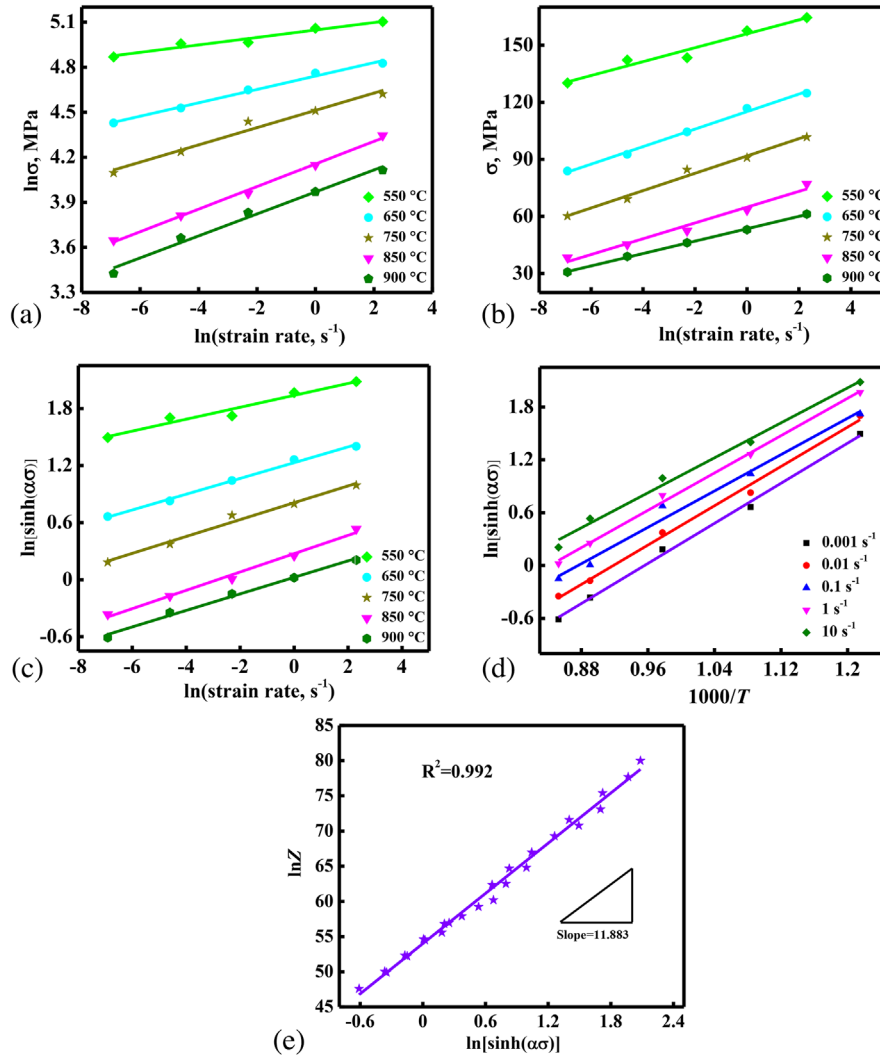 lnσ, MPa
5.1
4.8
4.5
4.2
3.9
3.6
3.3
-8 -6 -4 -2 0 2 4
ln(strain rate, s⁻¹)
550 °C
650 °C
750 °C
850 °C
900 °C
(a)
σ, MPa
150
120
90
60
30
-8 -6 -4 -2 0 2 4
ln(strain rate, s⁻¹)
550 °C
650 °C
750 °C
850 °C
900 °C
(b)
ln[sinh(ασ)]
1.8
1.2
0.6
0
-0.6
-8 -6 -4 -2 0 2 4
ln(strain rate, s⁻¹)
550 °C
650 °C
750 °C
850 °C
900 °C
(c)
ln[sinh(ασ)]
1.8
1.2
0.6
0
-0.6
0.88 0.96 1.04 1.12 1.2
1000/T
0.001 s⁻¹
0.01 s⁻¹
0.1 s⁻¹
1 s⁻¹
10 s⁻¹
(d)
lnZ
85
80
75
70
65
60
55
50
45
-0.6 0 0.6 1.2 1.8 2.4
ln[sinh(ασ)]
R²=0.992
Slope=11.883
(e)